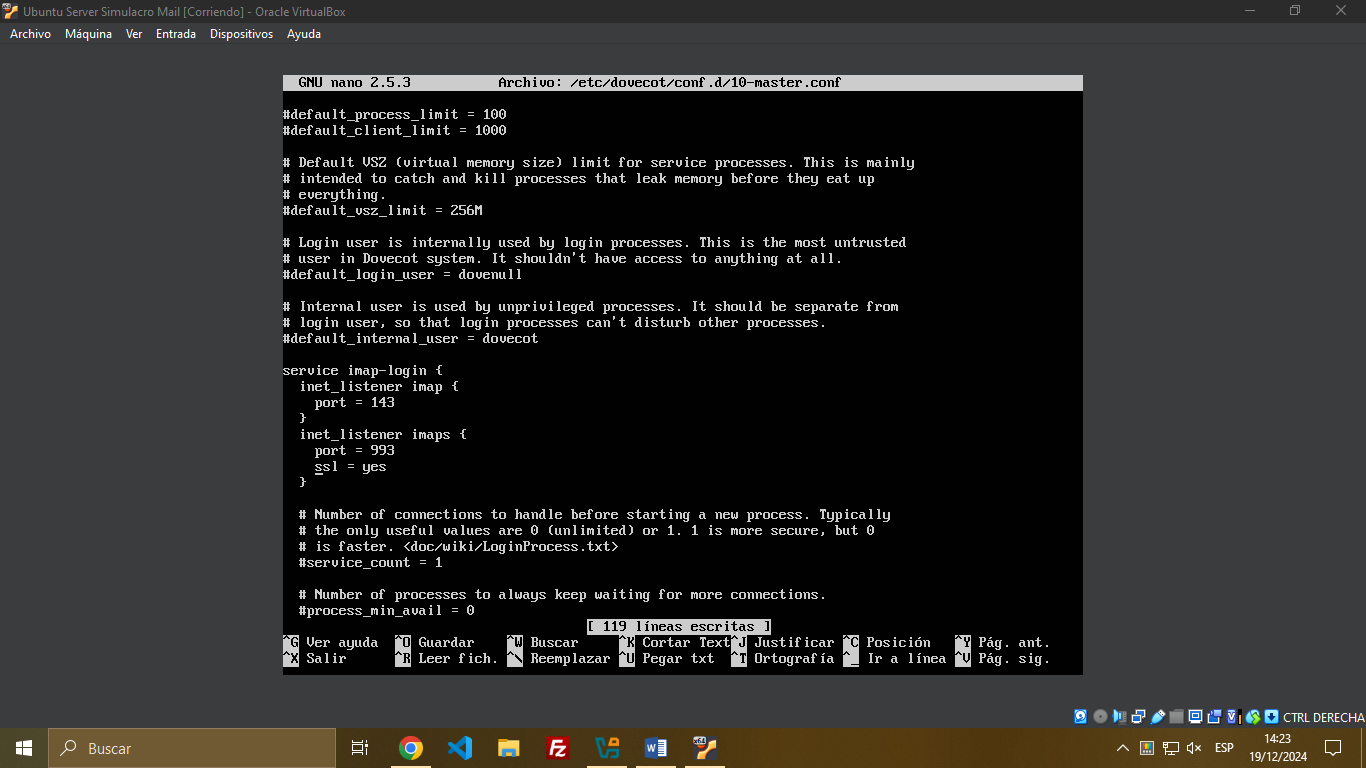 Ubuntu Server Simulacro Mail [Corriendo] - Oracle VirtualBox
Archivo Máquina Ver Entrada Dispositivos Ayuda
GNU nano 2.5.3 Archivo: /etc/dovecot/conf.d/10-master.conf
#default_process_limit = 100
#default_client_limit = 1000
# Default VSZ (virtual memory size) limit for service processes. This is mainly
# intended to catch and kill processes that leak memory before they eat up
# everything.
#default_vsz_limit = 256M
# Login user is internally used by login processes. This is the most untrusted
# user in Dovecot system. It shouldn't have access to anything at all.
#default_login_user = dovenull
# Internal user is used by unprivileged processes. It should be separate from
# login user, so that login processes can't disturb other processes.
#default_internal_user = dovecot
service imap-login {
  inet_listener imap {
    port = 143
  }
  inet_listener imaps {
    port = 993
    ssl = yes
  }
  # Number of connections to handle before starting a new process. Typically
  # the only useful values are 0 (unlimited) or 1. 1 is more secure, but 0
  # is faster. <doc/wiki/LoginProcess.txt>
  #service_count = 1
  # Number of processes to always keep waiting for more connections.
  #process_min_avail = 0
[ 119 líneas escritas ]
^G Ver ayuda ^O Guardar ^W Buscar ^K Cortar Text ^J Justificar ^C Posición ^Y Pág. ant.
^X Salir ^R Leer fich. ^\ Reemplazar ^U Pegar txt ^T Ortografía ^_ Ir a línea ^V Pág. sig.
CTRL DERECHA
Buscar
ESP
14:23
19/12/2024